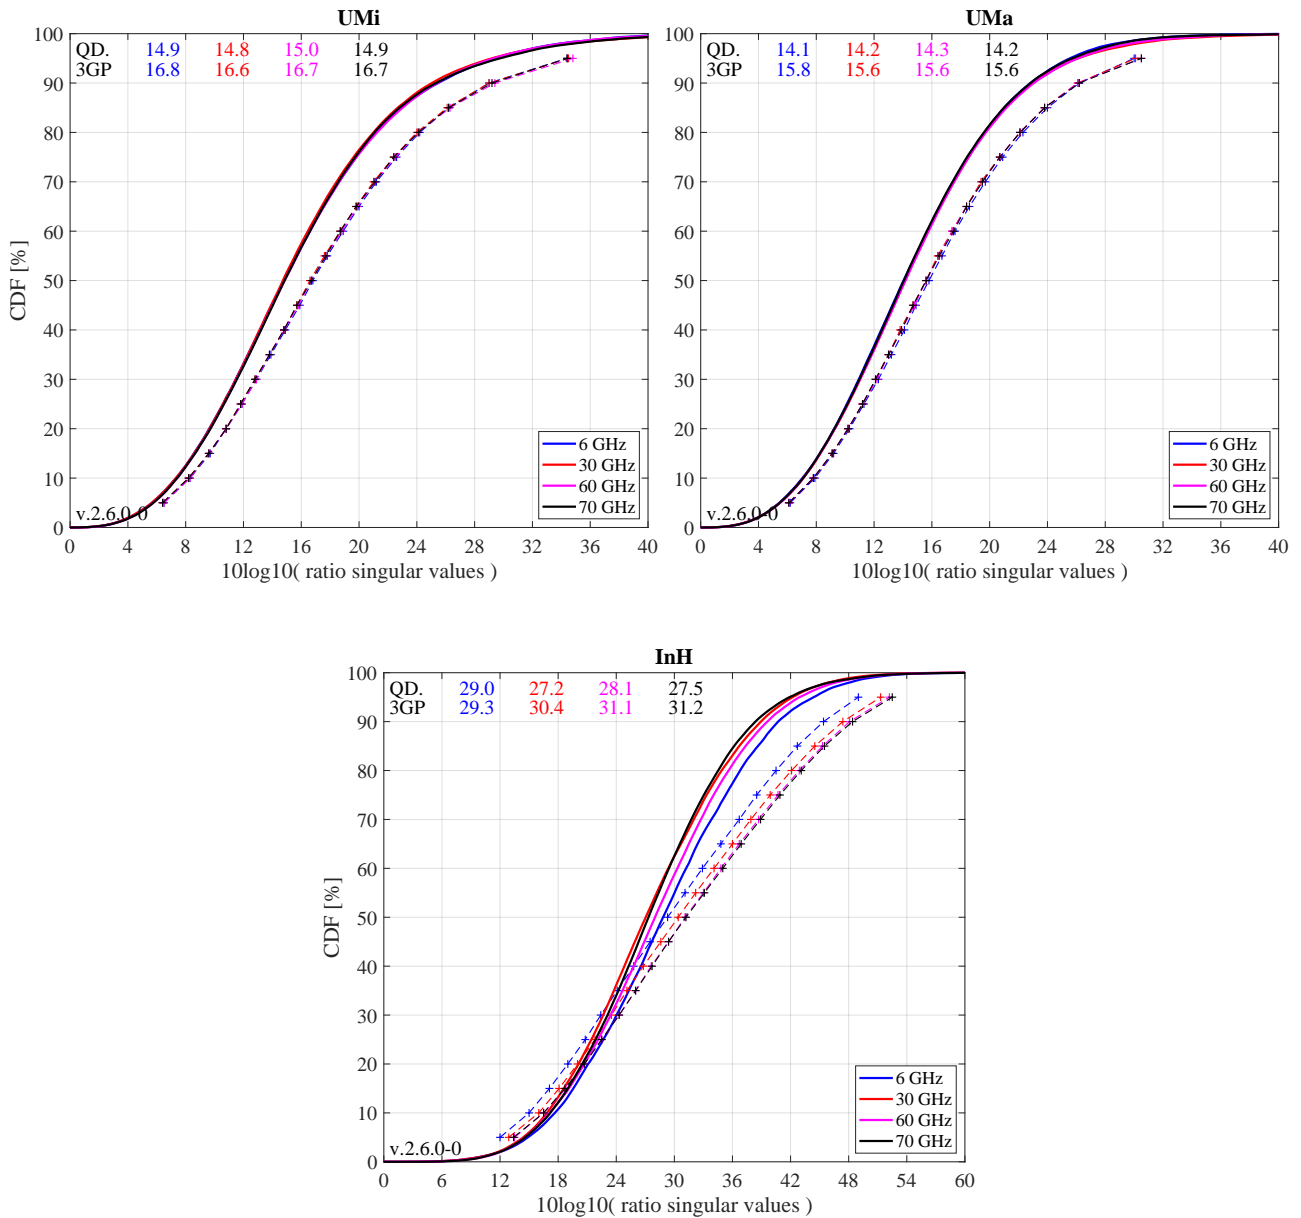 UMi
QD. 14.9 14.8 15.0 14.9
3GP 16.8 16.6 16.7 16.7
100
90
80
70
60
50
40
30
20
10
0
CDF [%]
v.2.6.0-0
6 GHz
30 GHz
60 GHz
70 GHz
0 4 8 12 16 20 24 28 32 36 40
10log10( ratio singular values )
UMa
QD. 14.1 14.2 14.3 14.2
3GP 15.8 15.6 15.6 15.6
100
90
80
70
60
50
40
30
20
10
0
v.2.6.0-0
6 GHz
30 GHz
60 GHz
70 GHz
0 4 8 12 16 20 24 28 32 36 40
10log10( ratio singular values )
InH
QD. 29.0 27.2 28.1 27.5
3GP 29.3 30.4 31.1 31.2
100
90
80
70
60
50
40
30
20
10
0
CDF [%]
v.2.6.0-0
6 GHz
30 GHz
60 GHz
70 GHz
0 6 12 18 24 30 36 42 48 54 60
10log10( ratio singular values )